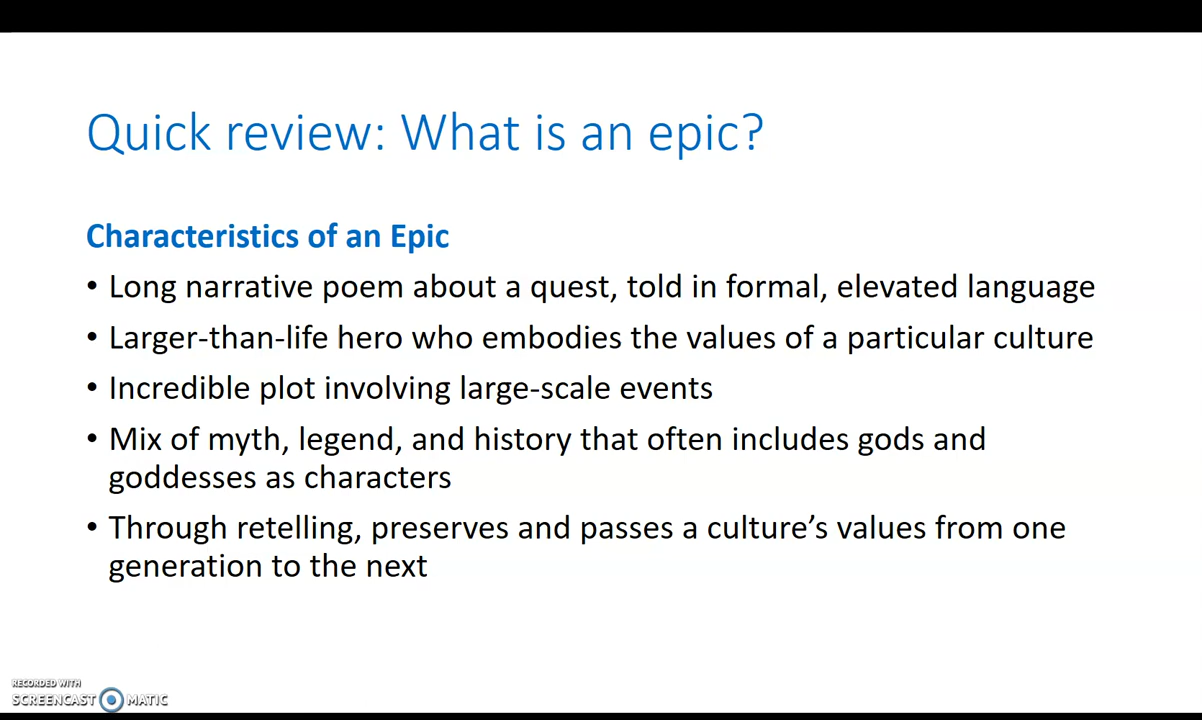 Quick review: What is an epic?
Characteristics of an Epic
• Long narrative poem about a quest, told in formal, elevated language
• Larger-than-life hero who embodies the values of a particular culture
• Incredible plot involving large-scale events
• Mix of myth, legend, and history that often includes gods and
goddesses as characters
• Through retelling, preserves and passes a culture’s values from one
generation to the next
RECORDED WITH
SCREENCAST MATIC